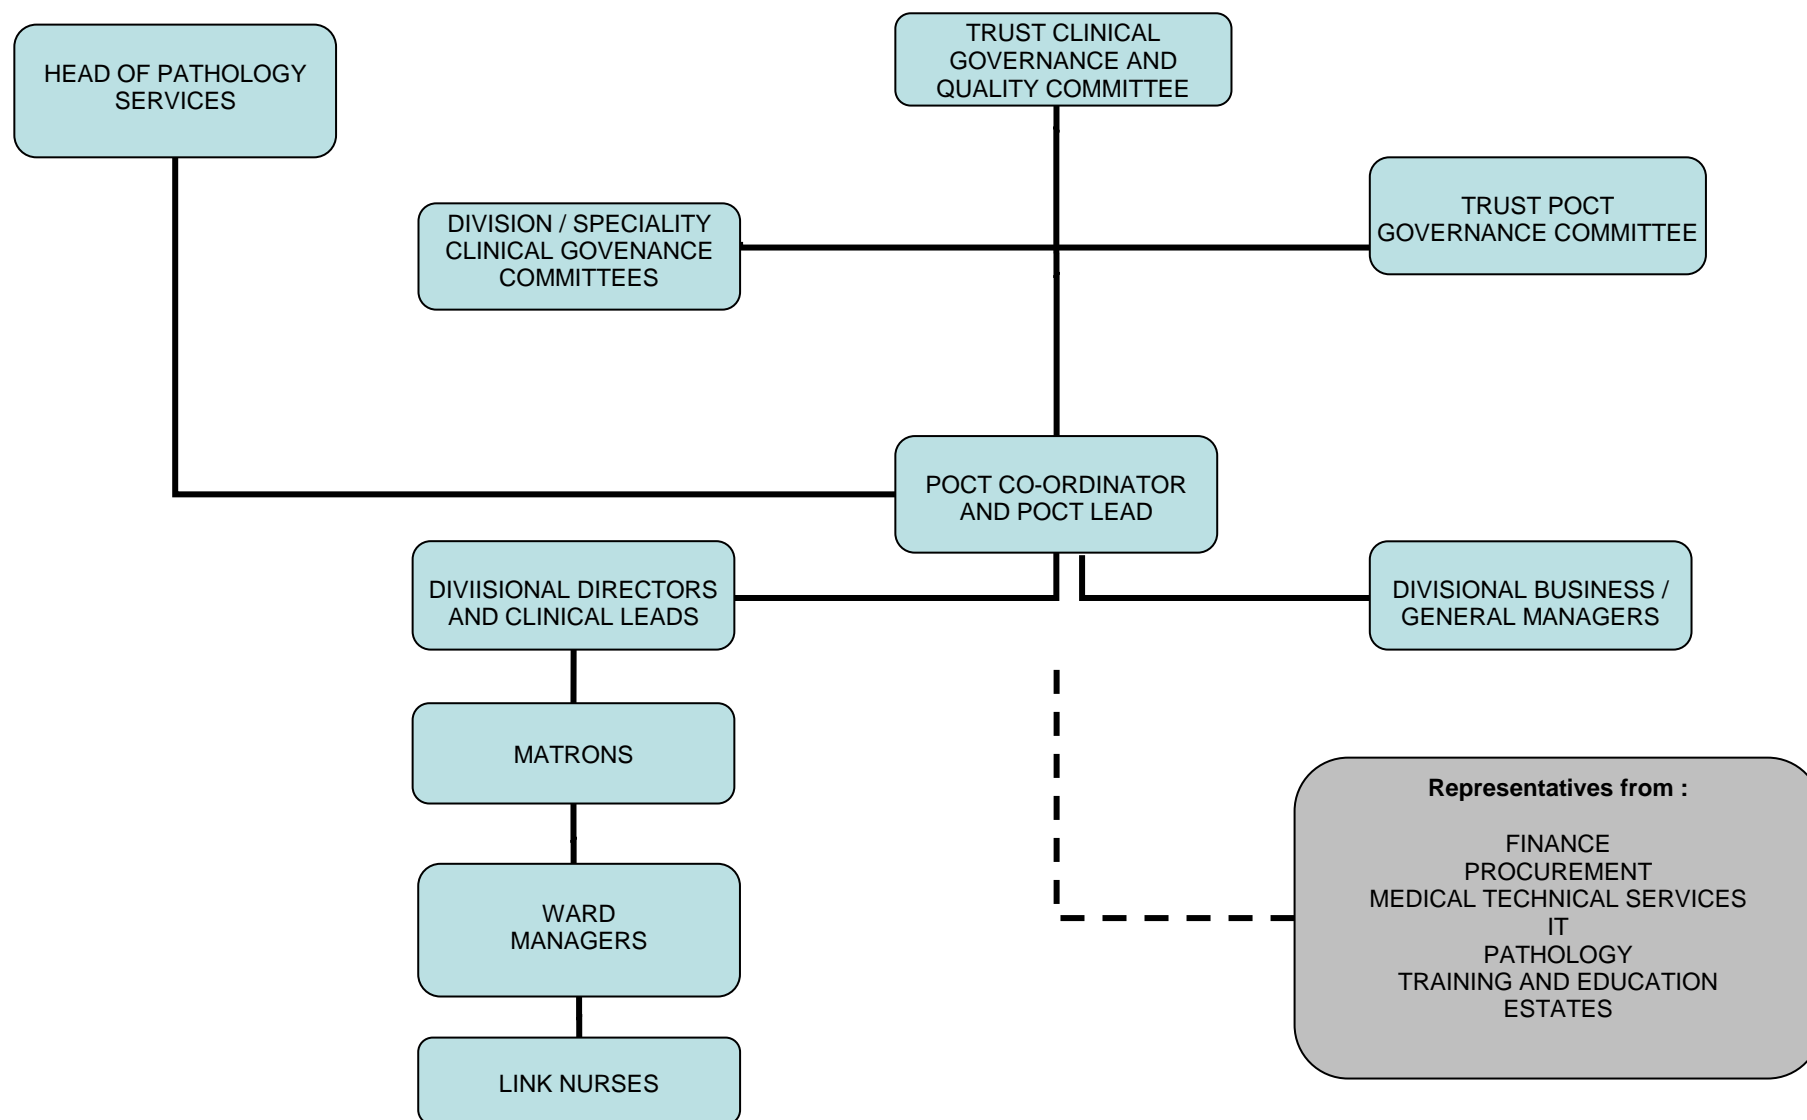 HEAD OF PATHOLOGY
SERVICES
TRUST CLINICAL
GOVERNANCE AND
QUALITY COMMITTEE
DIVISION / SPECIALITY
CLINICAL GOVENANCE
COMMITTEES
TRUST POCT
GOVERNANCE COMMITTEE
POCT CO-ORDINATOR
AND POCT LEAD
DIVIISIONAL DIRECTORS
AND CLINICAL LEADS
DIVISIONAL BUSINESS /
GENERAL MANAGERS
MATRONS
WARD
MANAGERS
LINK NURSES
Representatives from :
FINANCE
PROCUREMENT
MEDICAL TECHNICAL SERVICES
IT
PATHOLOGY
TRAINING AND EDUCATION
ESTATES